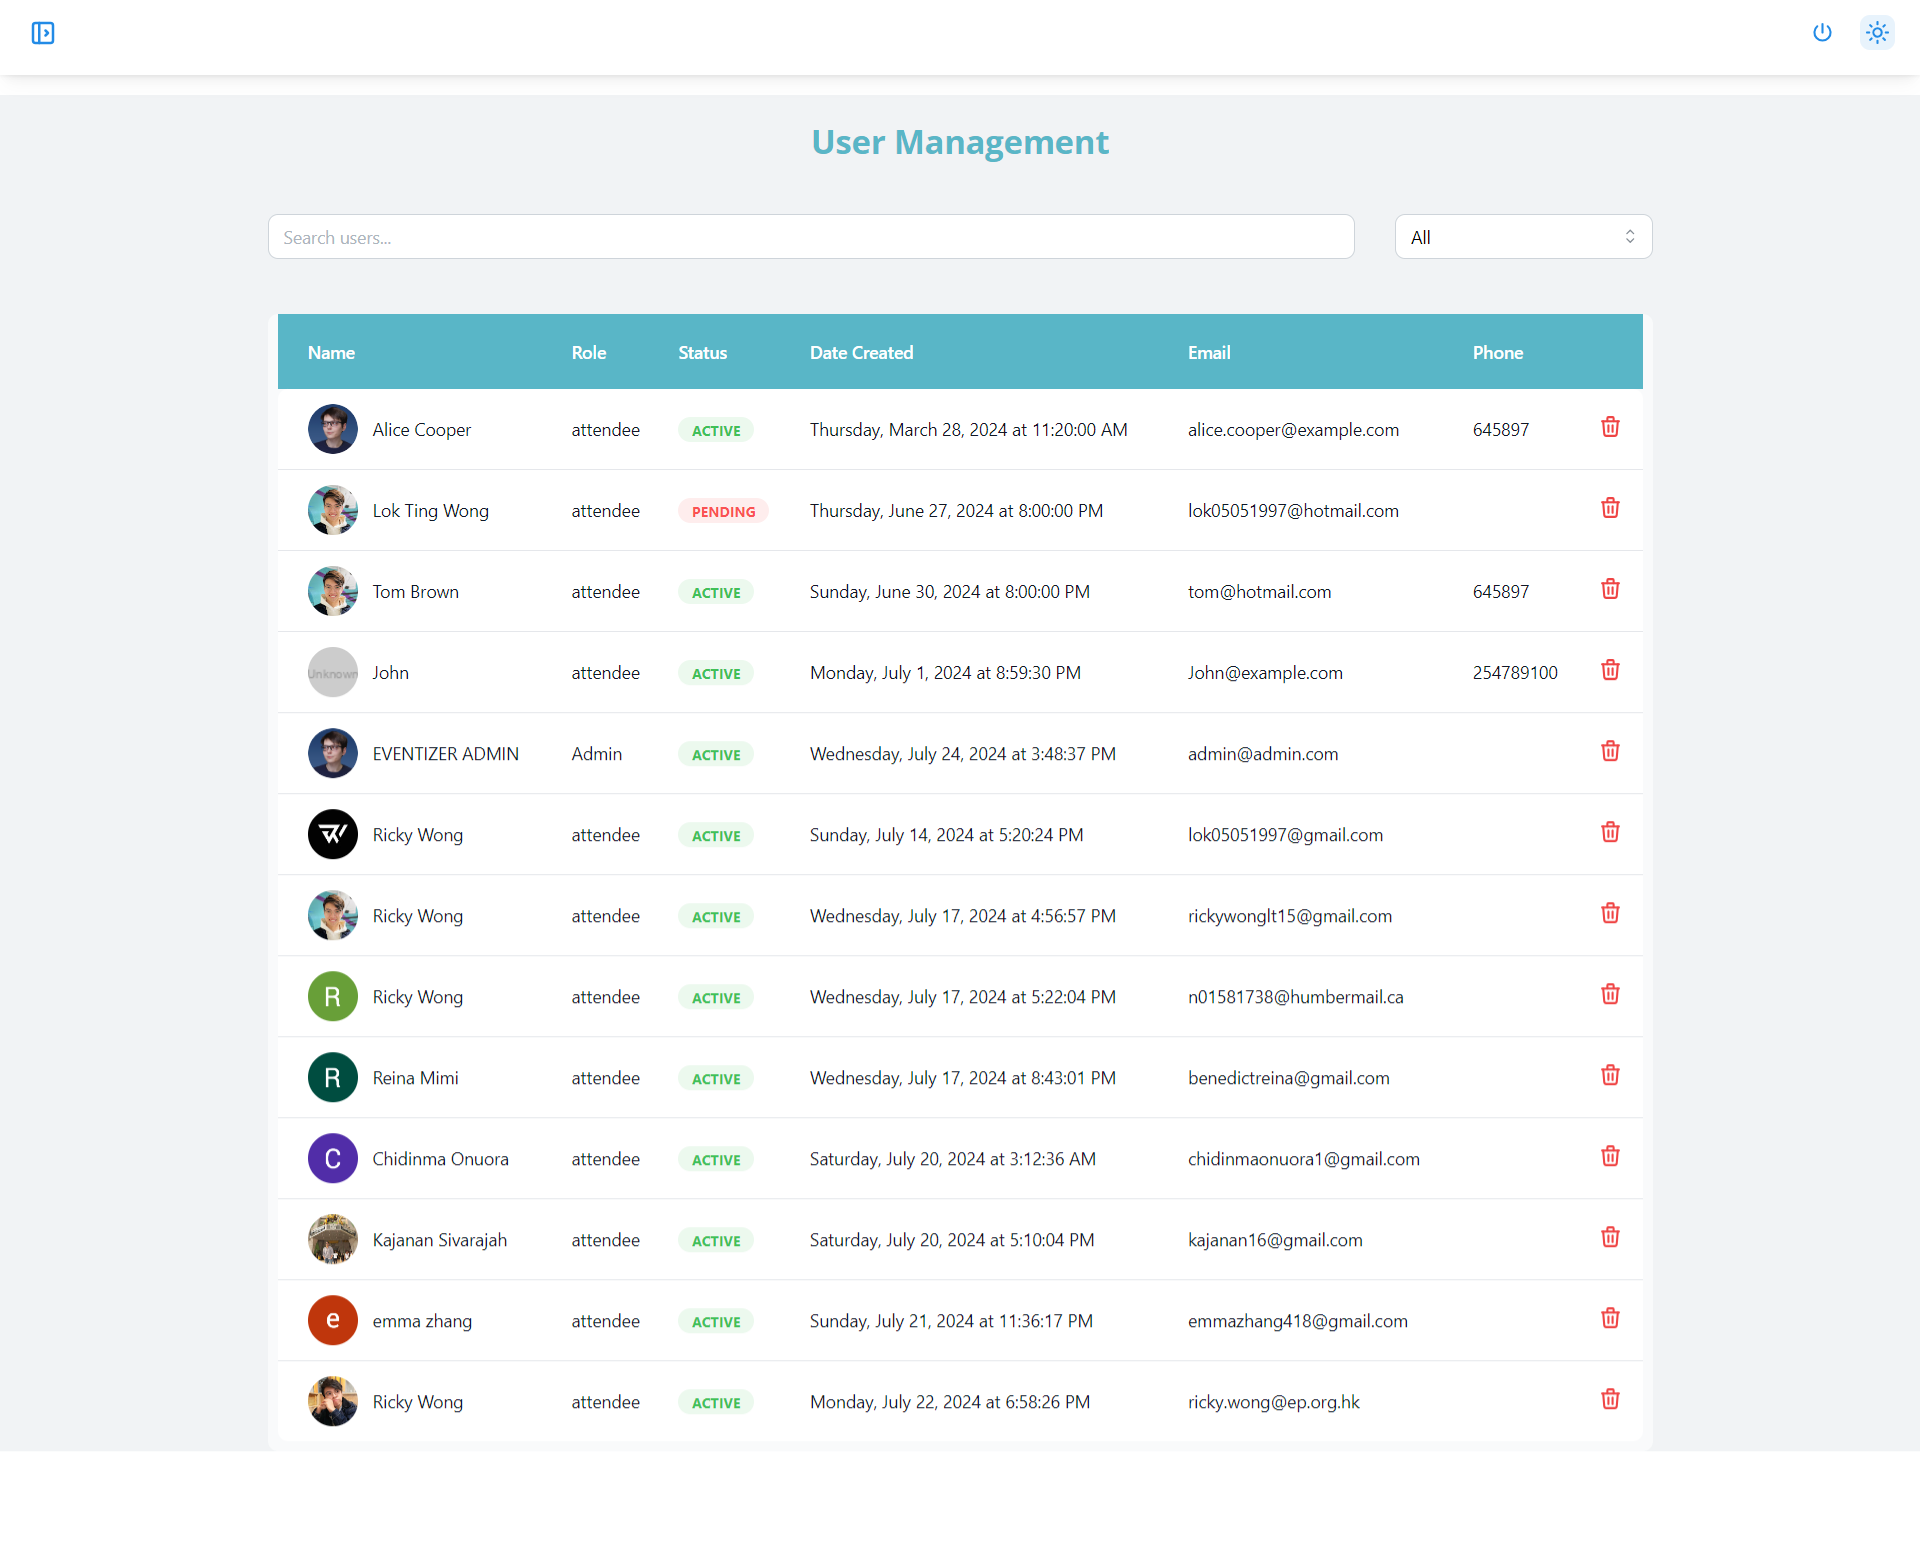 User Management
Search users...
All
Name Role Status Date Created Email Phone
Alice Cooper attendee ACTIVE Thursday, March 28, 2024 at 11:20:00 AM alice.cooper@example.com 645897
Lok Ting Wong attendee PENDING Thursday, June 27, 2024 at 8:00:00 PM lok05051997@hotmail.com
Tom Brown attendee ACTIVE Sunday, June 30, 2024 at 8:00:00 PM tom@hotmail.com 645897
Unknown John attendee ACTIVE Monday, July 1, 2024 at 8:59:30 PM John@example.com 254789100
EVENTIZER ADMIN Admin ACTIVE Wednesday, July 24, 2024 at 3:48:37 PM admin@admin.com
Ricky Wong attendee ACTIVE Sunday, July 14, 2024 at 5:20:24 PM lok05051997@gmail.com
Ricky Wong attendee ACTIVE Wednesday, July 17, 2024 at 4:56:57 PM rickywonglt15@gmail.com
R Ricky Wong attendee ACTIVE Wednesday, July 17, 2024 at 5:22:04 PM n01581738@humbermail.ca
R Reina Mimi attendee ACTIVE Wednesday, July 17, 2024 at 8:43:01 PM benedictreina@gmail.com
C Chidinma Onuora attendee ACTIVE Saturday, July 20, 2024 at 3:12:36 AM chidinmaonuora1@gmail.com
Kajanan Sivarajah attendee ACTIVE Saturday, July 20, 2024 at 5:10:04 PM kajanan16@gmail.com
e emma zhang attendee ACTIVE Sunday, July 21, 2024 at 11:36:17 PM emmazhang418@gmail.com
Ricky Wong attendee ACTIVE Monday, July 22, 2024 at 6:58:26 PM ricky.wong@ep.org.hk